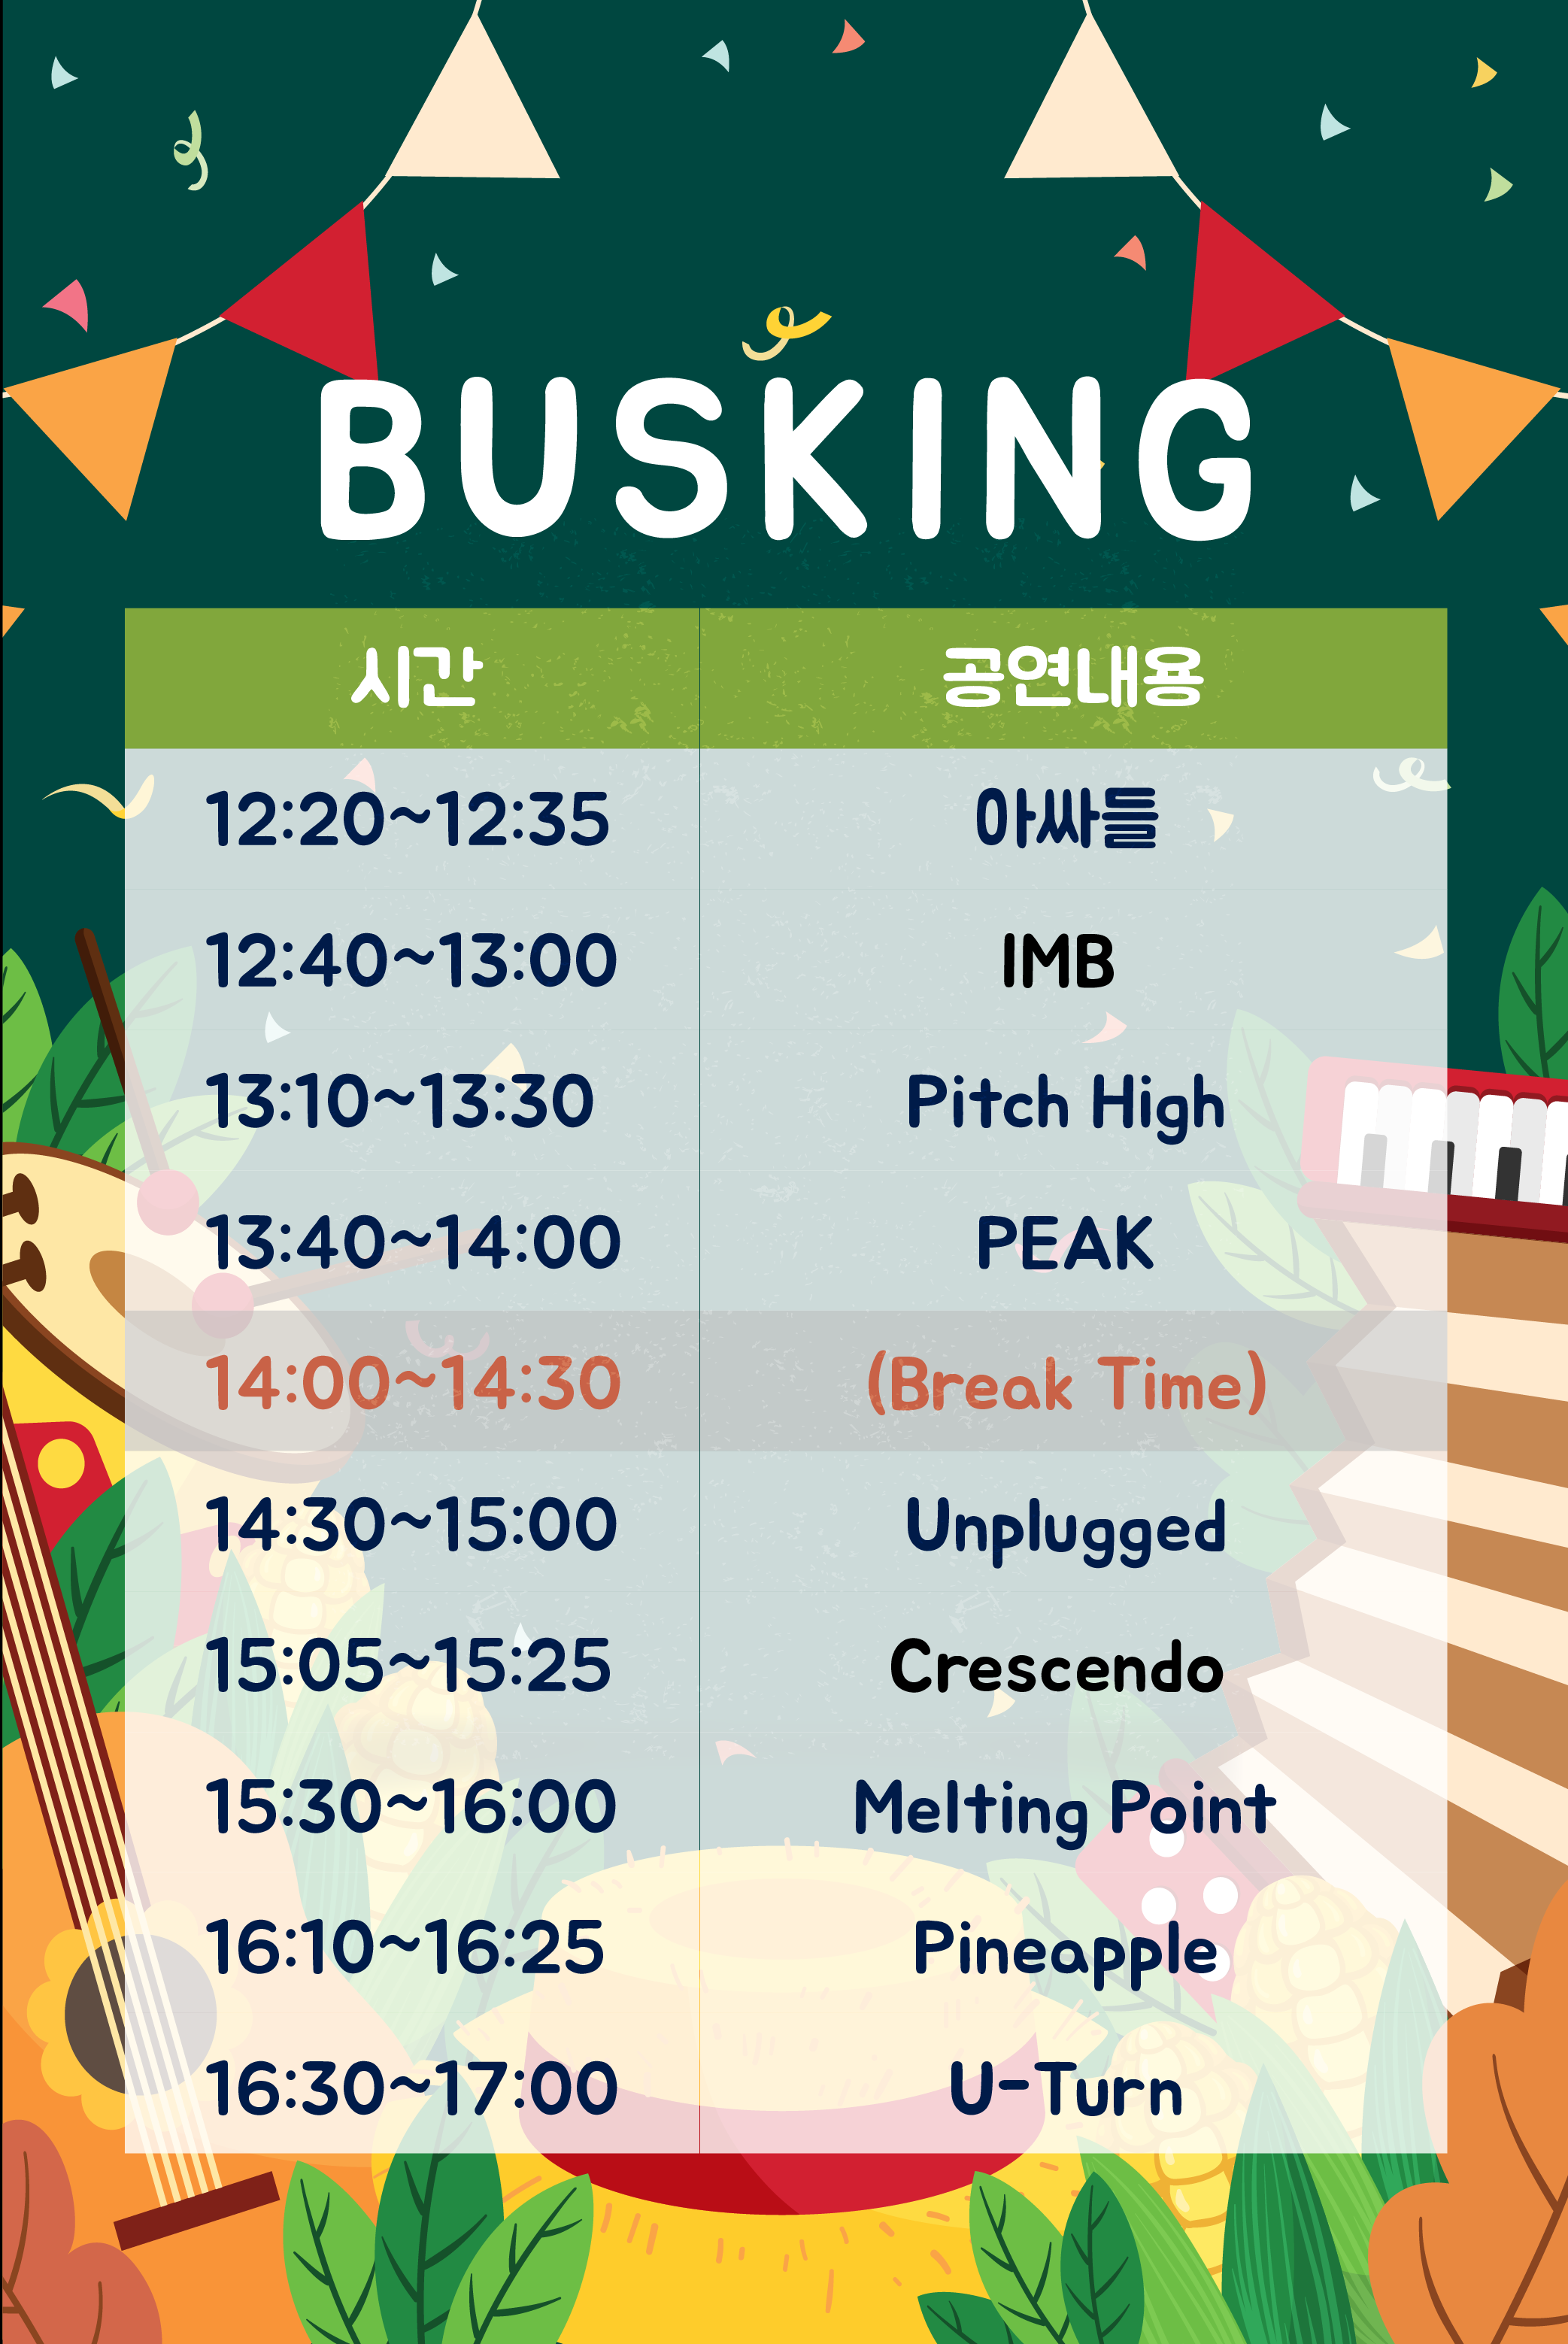 BUSKING
시간 공연내용
12:20~12:35 아싸들
12:40~13:00 IMB
13:10~13:30 Pitch High
13:40~14:00 PEAK
14:00~14:30 (Break Time)
14:30~15:00 Unplugged
15:05~15:25 Crescendo
15:30~16:00 Melting Point
16:10~16:25 Pineapple
16:30~17:00 U-Turn